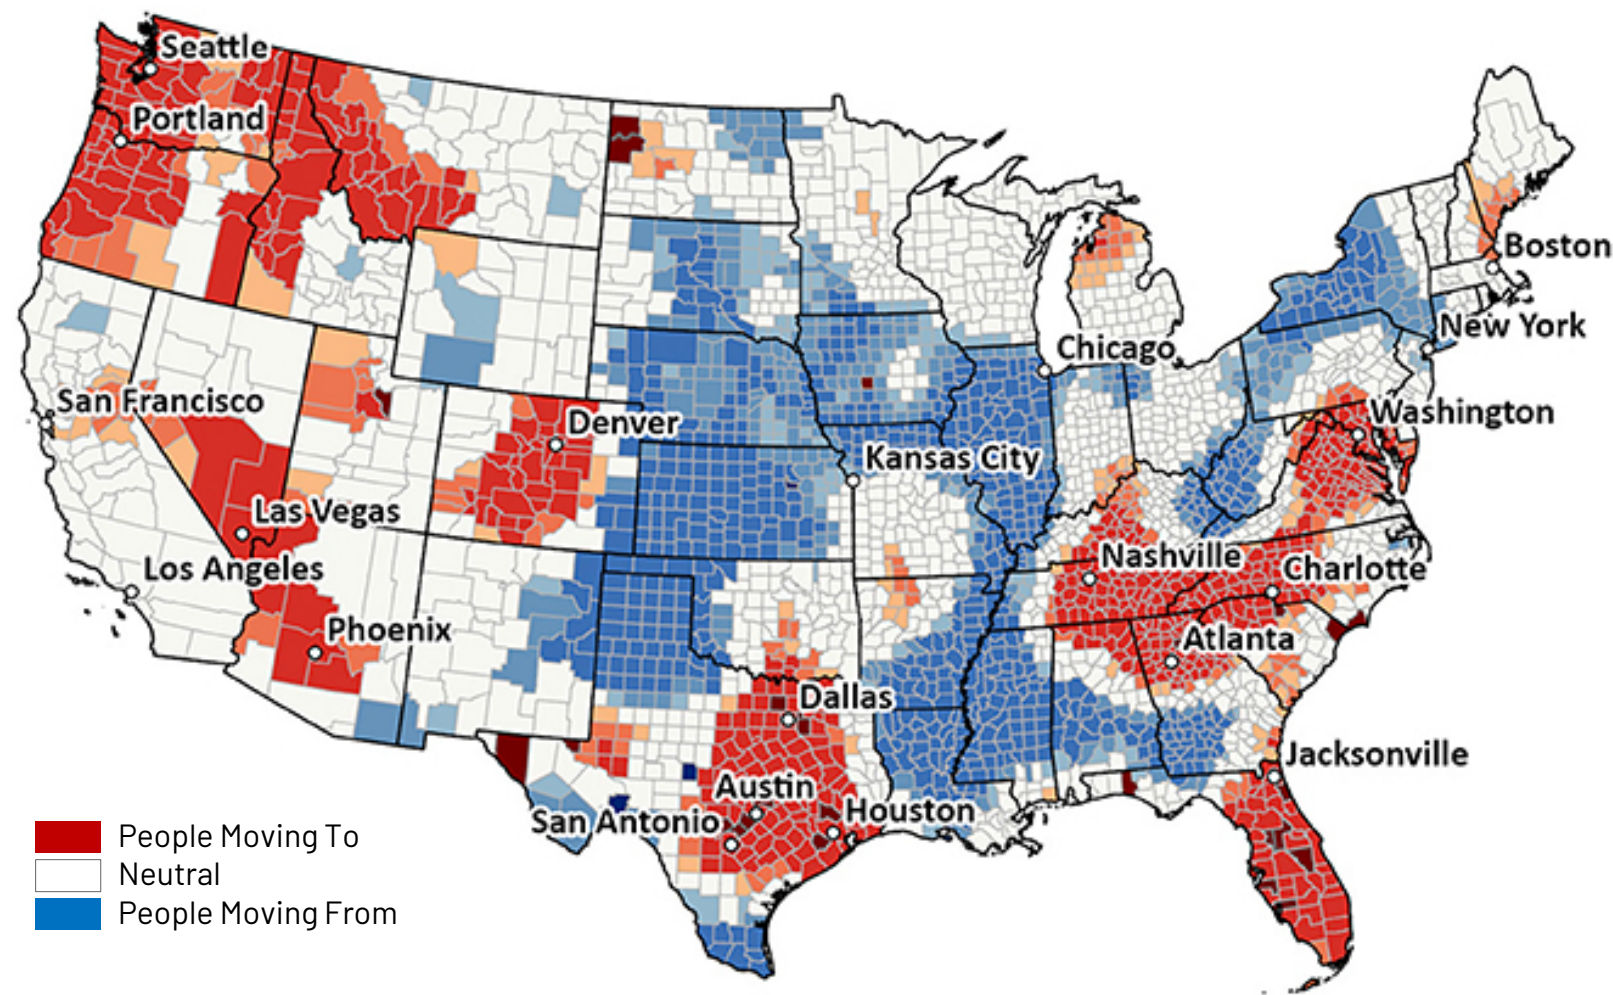 Seattle
Portland
Boston
New York
Chicago
San Francisco
Denver
Washington
Kansas City
Las Vegas
Los Angeles
Nashville
Charlotte
Phoenix
Atlanta
Dallas
Jacksonville
Austin
Houston
San Antonio
People Moving To
Neutral
People Moving From